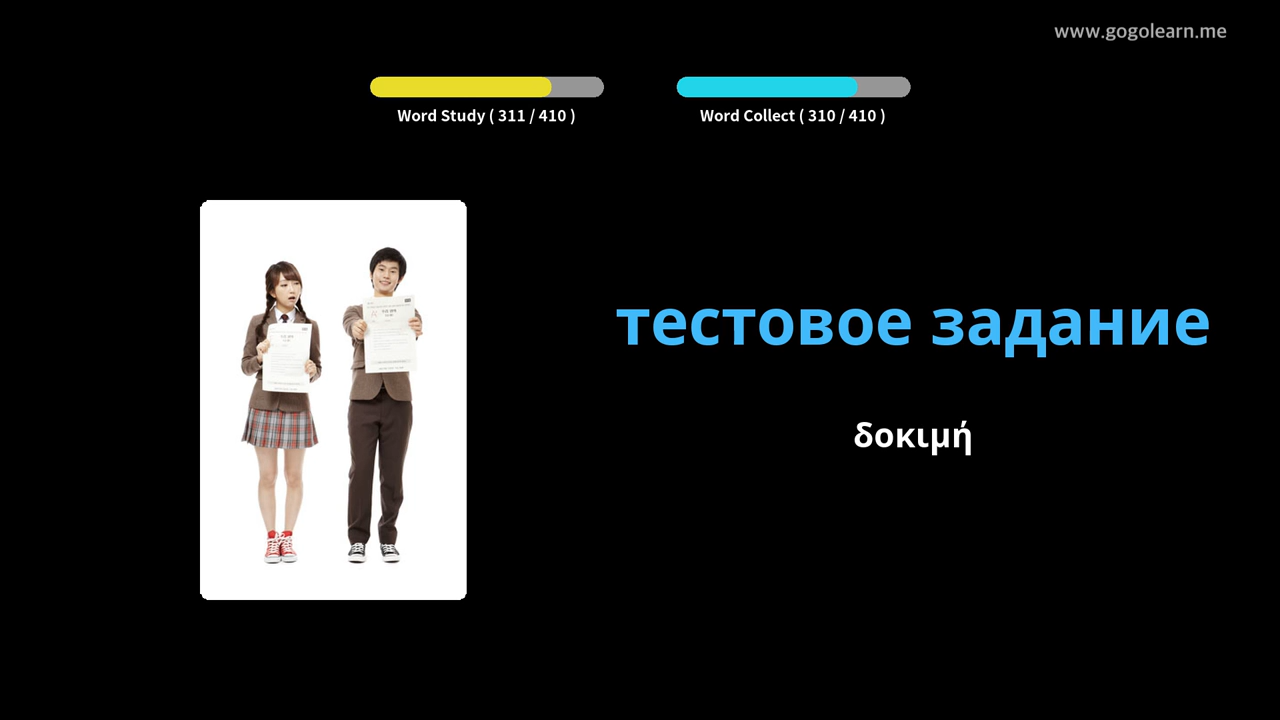 www.gogolearn.me
Word Study ( 311 / 410 )
Word Collect ( 310 / 410 )
тестовое задание
δοκιμή